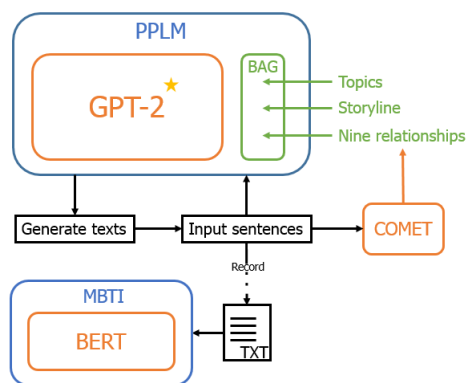 PPLM
GPT-2
BAG
Topics
Storyline
Nine relationships
Generate texts
Input sentences
COMET
Record
MBTI
BERT
TXT